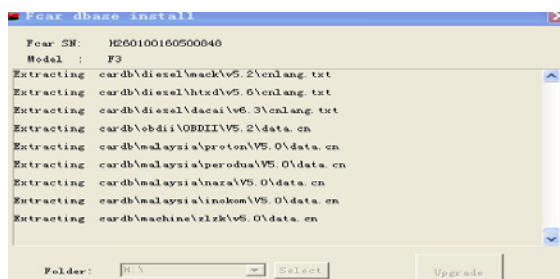 Fcar dbase install
Fcar SN: H260100160500848
Model : F3
Extracting cardb\diesel\mack\v5.2\cnlang.txt
Extracting cardb\diesel\htxd\v5.6\cnlang.txt
Extracting cardb\diesel\dacai\v6.3\cnlang.txt
Extracting cardb\obdii\OBDII\V5.2\data.cn
Extracting cardb\malaysia\proton\V5.0\data.cn
Extracting cardb\malaysia\perodua\V5.0\data.cn
Extracting cardb\malaysia\naza\V5.0\data.cn
Extracting cardb\malaysia\inokom\V5.0\data.cn
Extracting cardb\machine\zlzk\v5.0\data.en
Folder: H:\ Select Upgrade